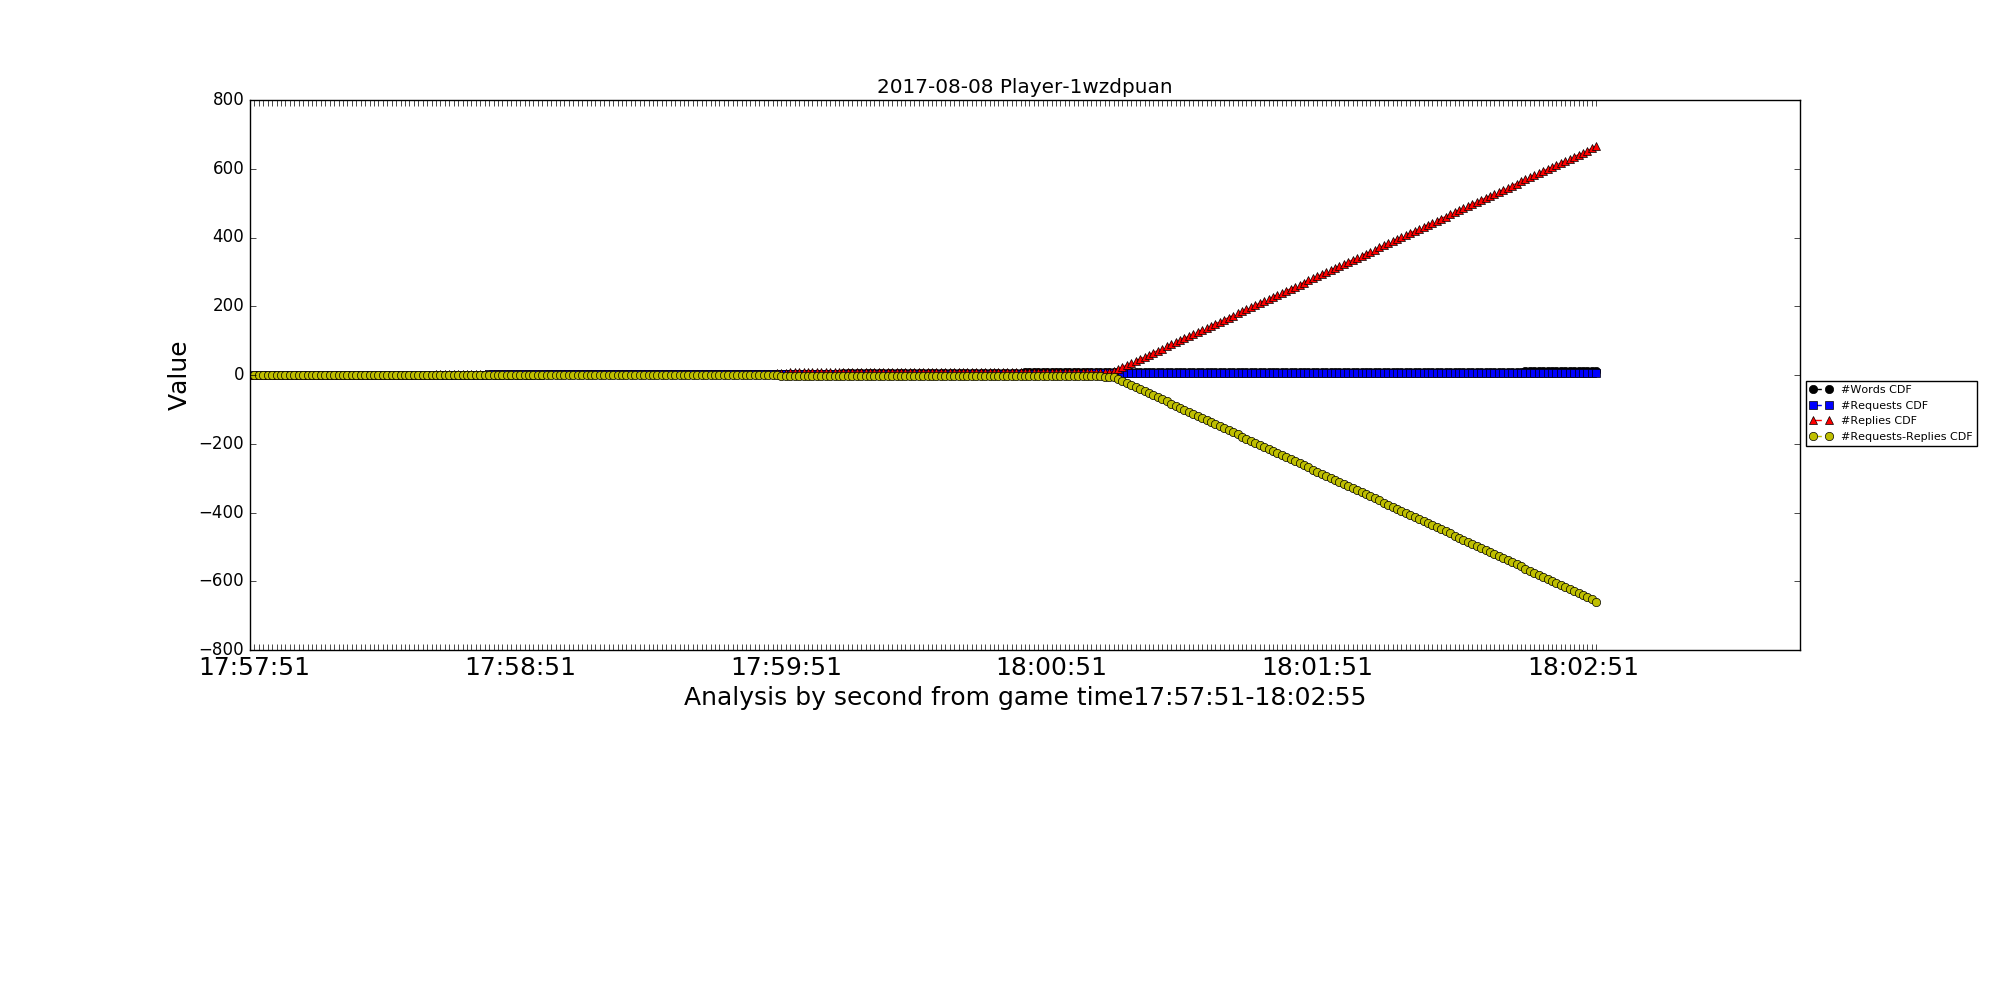 2017-08-08 Player-1wzdpuan
800
600
400
200
0
−200
−400
−600
−800
Value
17:57:51 17:58:51 17:59:51 18:00:51 18:01:51 18:02:51
Analysis by second from game time17:57:51-18:02:55
#Words CDF
#Requests CDF
#Replies CDF
#Requests-Replies CDF